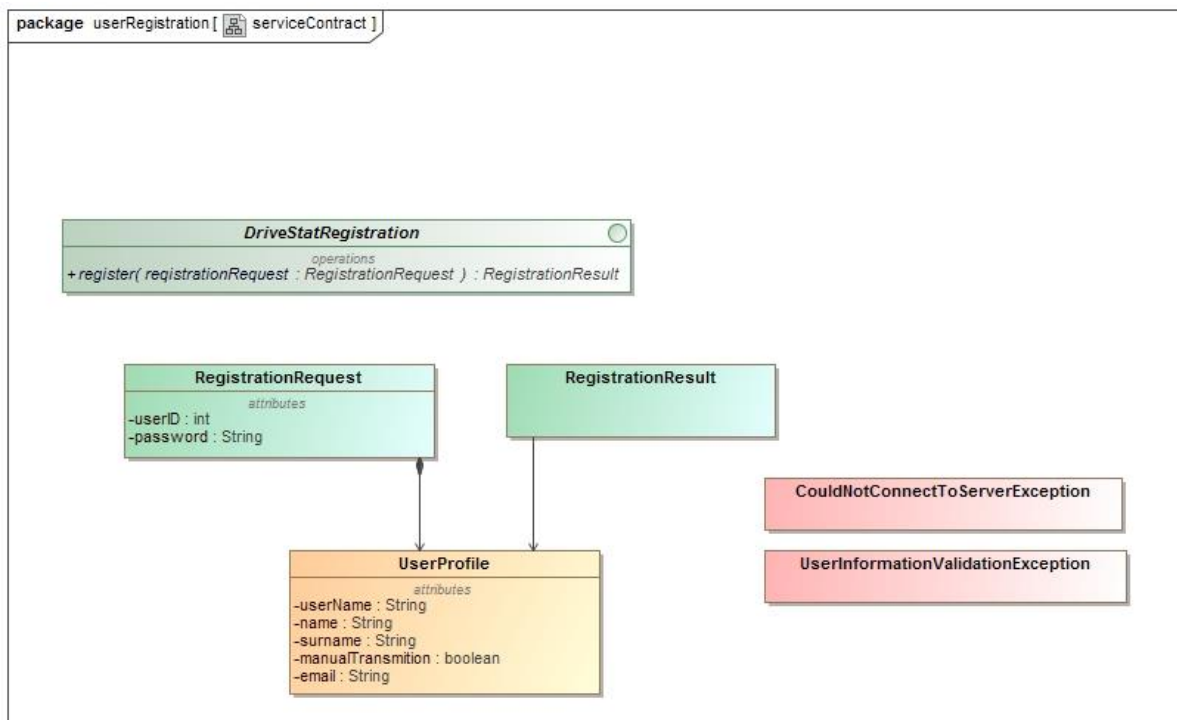 package userRegistration [ serviceContract ]
DriveStatRegistration
operations
+register( registrationRequest : RegistrationRequest ) : RegistrationResult
RegistrationRequest
attributes
-userID : int
-password : String
RegistrationResult
CouldNotConnectToServerException
UserInformationValidationException
UserProfile
attributes
-userName : String
-name : String
-surname : String
-manualTransmition : boolean
-email : String